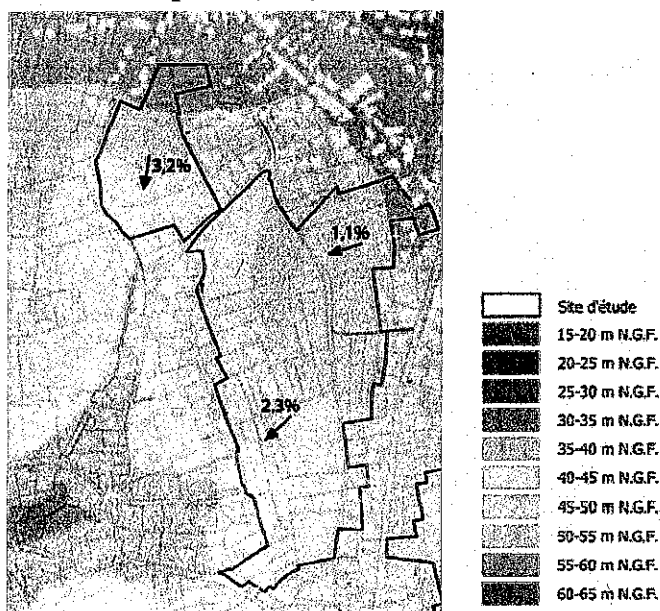 3,2%
1.1%
2.3%
Site d'étude
15-20 m N.G.F.
20-25 m N.G.F.
25-30 m N.G.F.
30-35 m N.G.F.
35-40 m N.G.F.
40-45 m N.G.F.
45-50 m N.G.F.
50-55 m N.G.F.
55-60 m N.G.F.
60-65 m N.G.F.